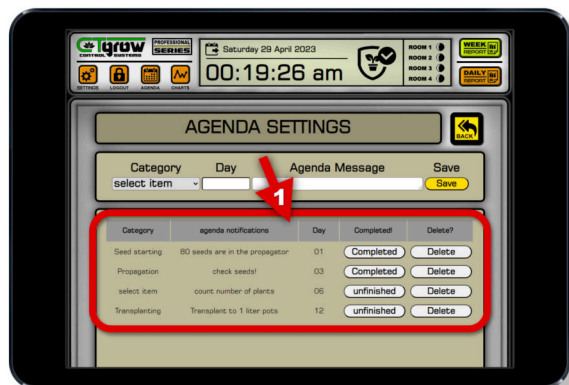 CTgrow
CONTROL SYSTEMS
PROFESSIONAL
SERIES
SETTINGS LOGOUT AGENDA CHARTS
Saturday 29 April 2023
00:19:26 am
ROOM 1
ROOM 2
ROOM 3
ROOM 4
WEEK
REPORT
DAILY
REPORT
AGENDA SETTINGS
BACK
Category Day Agenda Message Save
select item Save
1
Category agenda notifications Day Completed! Delete?
Seed starting 80 seeds are in the propagator 01 Completed Delete
Propagation check seeds! 03 Completed Delete
select item count number of plants 06 unfinished Delete
Transplanting Transplant to 1 liter pots 12 unfinished Delete